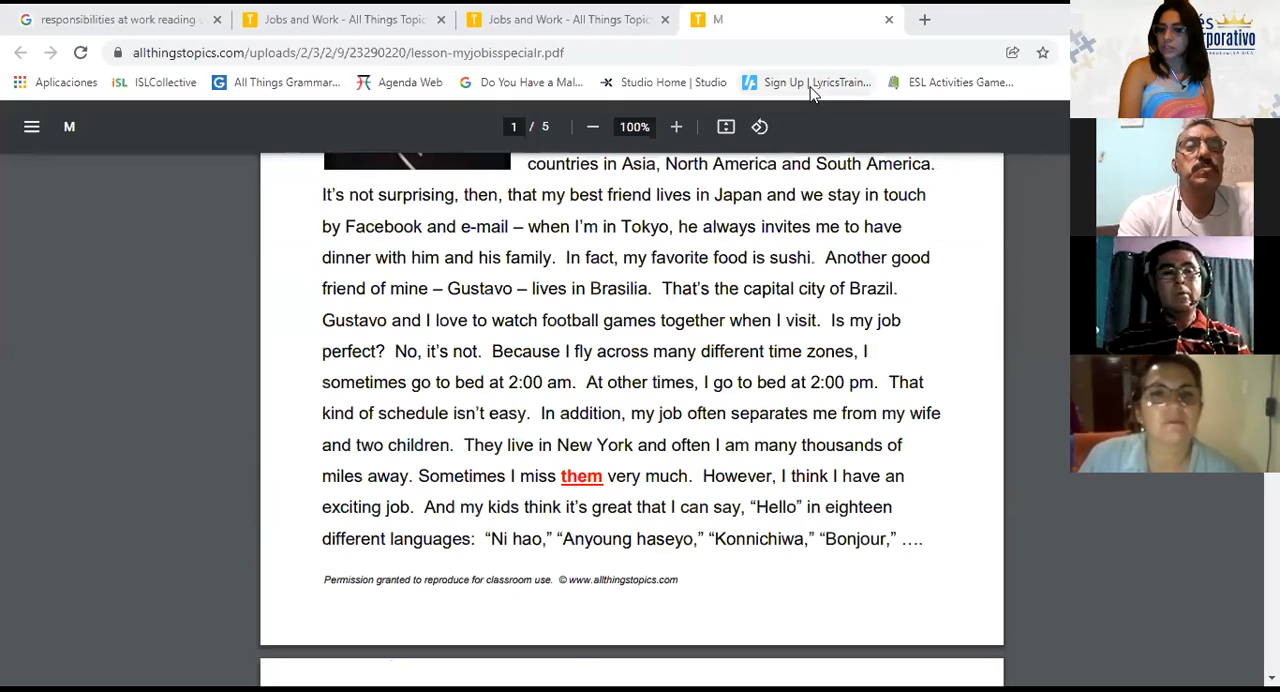 responsibilities at work reading
Jobs and Work - All Things Topic
Jobs and Work - All Things Topic
M
allthingstopics.com/uploads/2/3/2/9/23290220/lesson-myobisspecialr.pdf
Aplicaciones
iSL ISLCollective
All Things Grammar...
Agenda Web
Do You Have a Mal...
Studio Home | Studio
Sign Up | LyricsTrain...
ESL Activities Game...
M
1 / 5
100%
countries in Asia, North America and South America.
It's not surprising, then, that my best friend lives in Japan and we stay in touch
by Facebook and e-mail – when I'm in Tokyo, he always invites me to have
dinner with him and his family. In fact, my favorite food is sushi. Another good
friend of mine – Gustavo – lives in Brasilia. That's the capital city of Brazil.
Gustavo and I love to watch football games together when I visit. Is my job
perfect? No, it's not. Because I fly across many different time zones, I
sometimes go to bed at 2:00 am. At other times, I go to bed at 2:00 pm. That
kind of schedule isn't easy. In addition, my job often separates me from my wife
and two children. They live in New York and often I am many thousands of
miles away. Sometimes I miss them very much. However, I think I have an
exciting job. And my kids think it's great that I can say, “Hello” in eighteen
different languages: “Ni hao,” “Anyoung haseyo,” “Konnichiwa,” “Bonjour,” ….
Permission granted to reproduce for classroom use. © www.allthingstopics.com